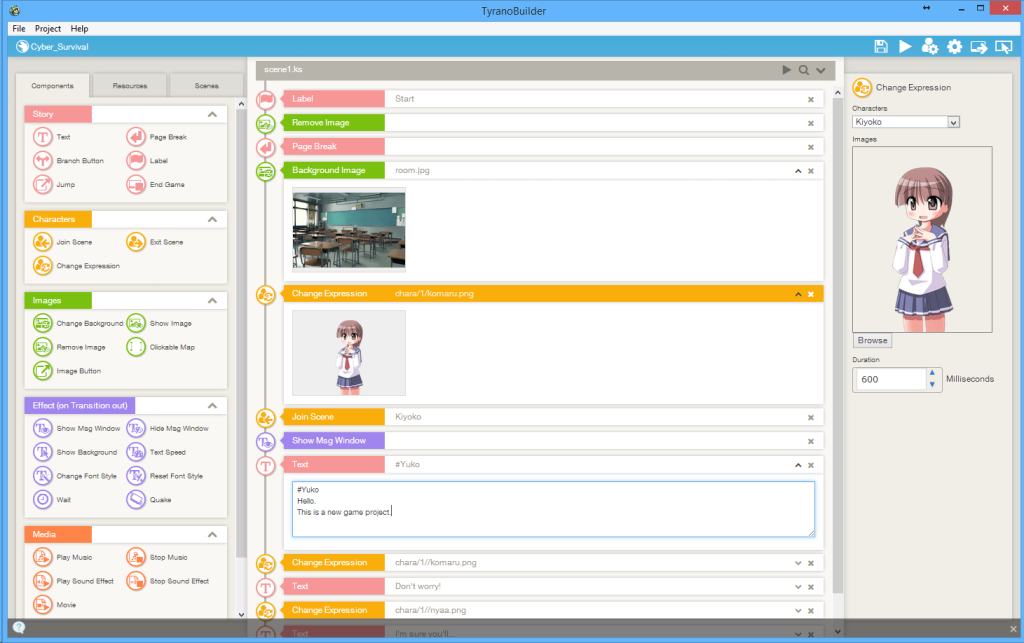 TyranoBuilder
File Project Help
Cyber_Survival
Components Resources Scenes
Story
Text Page Break
Branch Button Label
Jump End Game
Characters
Join Scene Exit Scene
Change Expression
Images
Change Background Show Image
Remove Image Clickable Map
Image Button
Effect (on Transition out)
Show Msg Window Hide Msg Window
Show Background Text Speed
Change Font Style Reset Font Style
Wait Quake
Media
Play Music Stop Music
Play Sound Effect Stop Sound Effect
Movie
scene1.ks
Label Start
Remove Image
Page Break
Background Image room.jpg
Change Expression chara/1/komaru.png
Join Scene Kiyoko
Show Msg Window
Text #Yuko
#Yuko
Hello.
This is a new game project.
Change Expression chara/1//komaru.png
Text Don't worry!
Change Expression chara/1//nyaa.png
Text I'm sure you'll...
Change Expression
Characters
Kiyoko
Images
Browse
Duration
600 Milliseconds